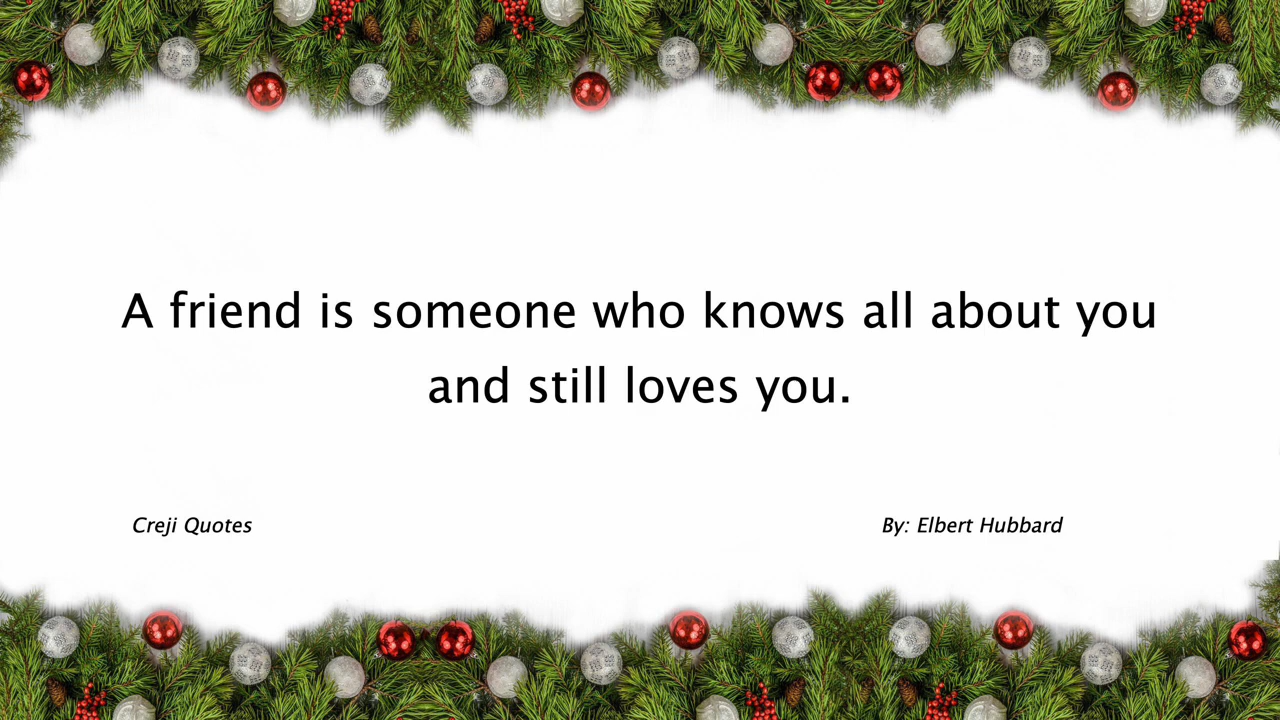 A friend is someone who knows all about you
and still loves you.
Creji Quotes
By: Elbert Hubbard